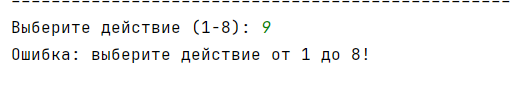 Выберите действие (1-8): 9
Ошибка: выберите действие от 1 до 8!